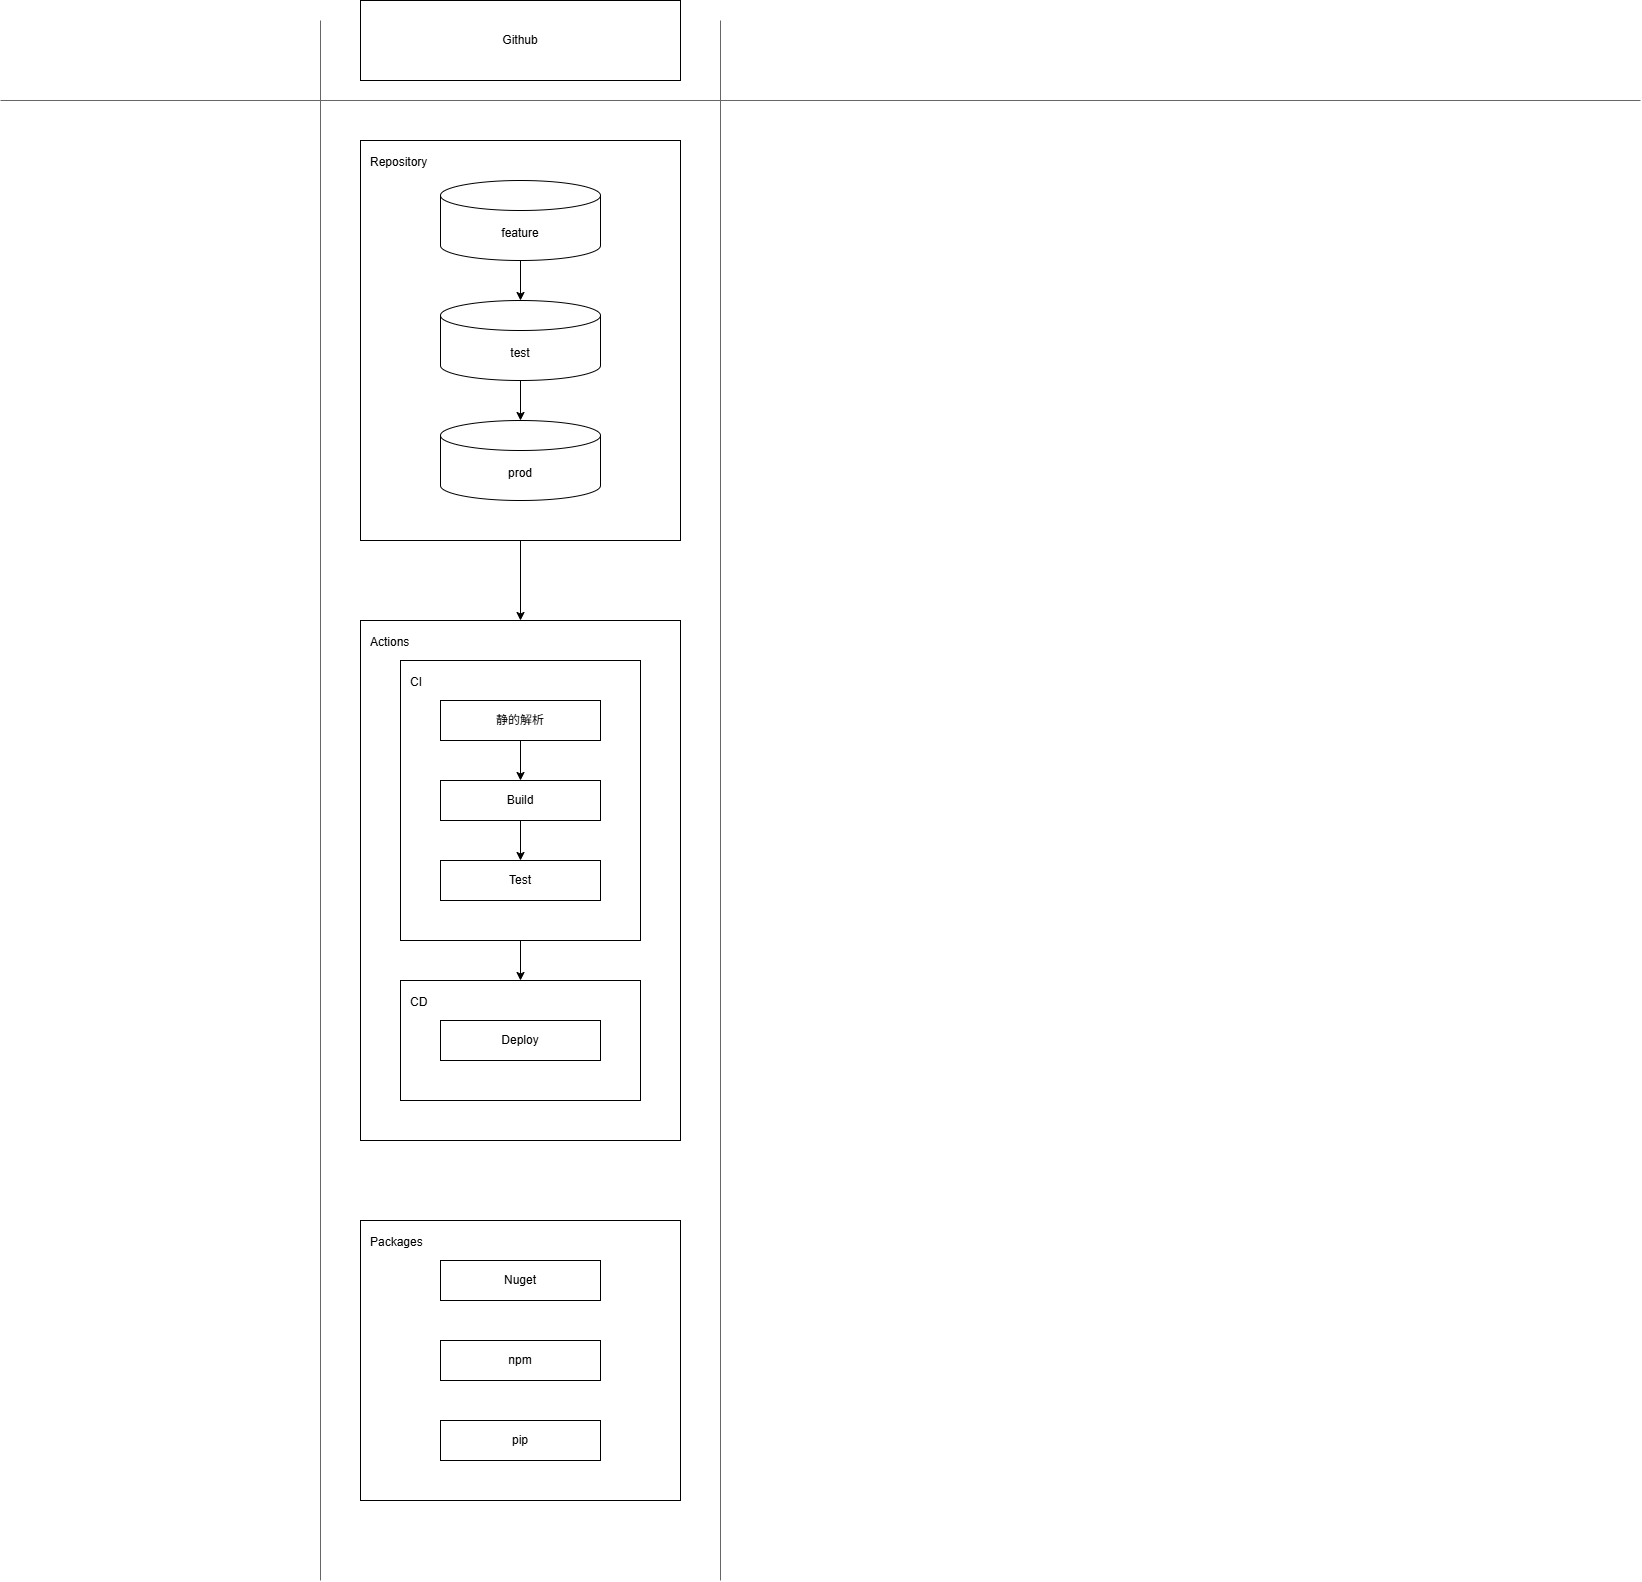 Github
Repository
feature
test
prod
Actions
CI
静的解析
Build
Test
CD
Deploy
Packages
Nuget
npm
pip